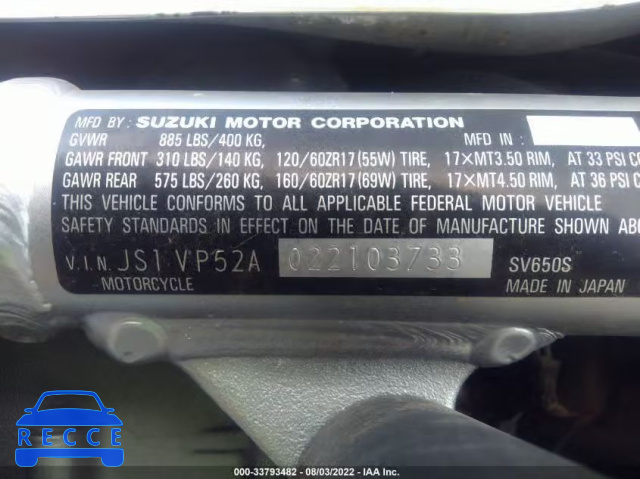 MFD BY: SUZUKI MOTOR CORPORATION
GVWR 885 LBS/400 KG, MFD IN:
GAWR FRONT 310 LBS/140 KG, 120/60ZR17(55W) TIRE, 17×MT3.50 RIM, AT 33 PSI
GAWR REAR 575 LBS/260 KG, 160/60ZR17(69W) TIRE, 17×MT4.50 RIM, AT 36 PSI
THIS VEHICLE CONFORMS TO ALL APPLICABLE FEDERAL MOTOR VEHICLE
SAFETY STANDARDS IN EFFECT ON THE DATE OF MANUFACTURE SHOWN
V.I.N. JS1 VP52A 022103733 SV650S
MOTORCYCLE MADE IN JAPAN
RECCE
000-33793482 - 08/03/2022 - IAA Inc.